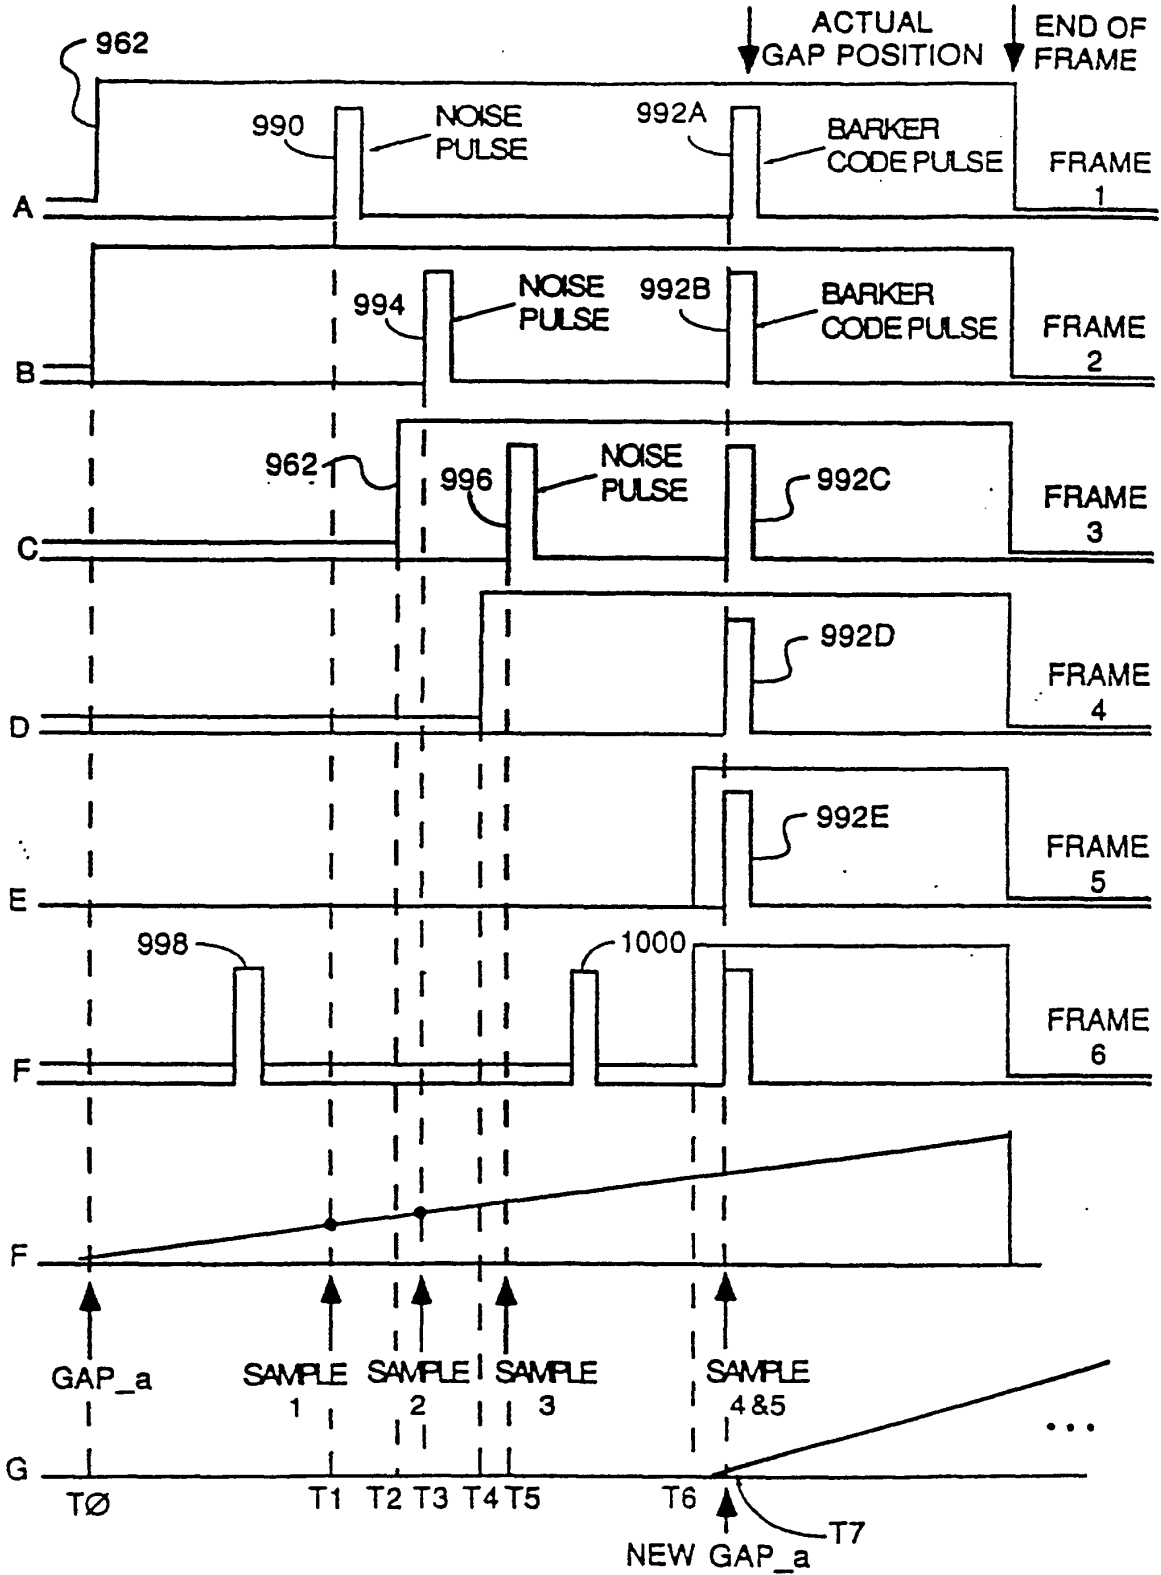 962
ACTUAL
GAP POSITION
END OF
FRAME
990
NOISE
PULSE
992A
BARKER
CODE PULSE
FRAME
1
A
994
NOISE
PULSE
992B
BARKER
CODE PULSE
FRAME
2
B
962
996
NOISE
PULSE
992C
FRAME
3
C
992D
FRAME
4
D
992E
FRAME
5
E
998
1000
FRAME
6
F
F
GAP_a
SAMPLE
1
SAMPLE
2
SAMPLE
3
SAMPLE
4&5
...
G
TØ
T1
T2
T3
T4
T5
T6
T7
NEW GAP_a